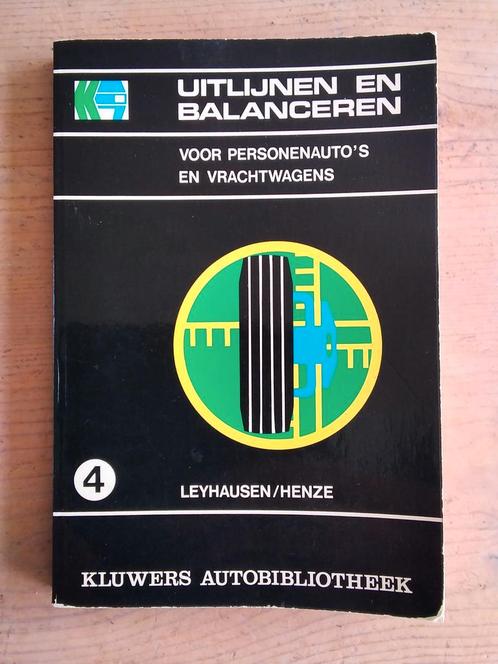 UITLIJNEN EN
BALANCEREN
VOOR PERSONENAUTO'S
EN VRACHTWAGENS
4
LEYHAUSEN/HENZE
KLUWERS AUTOBIBLIOTHEEK